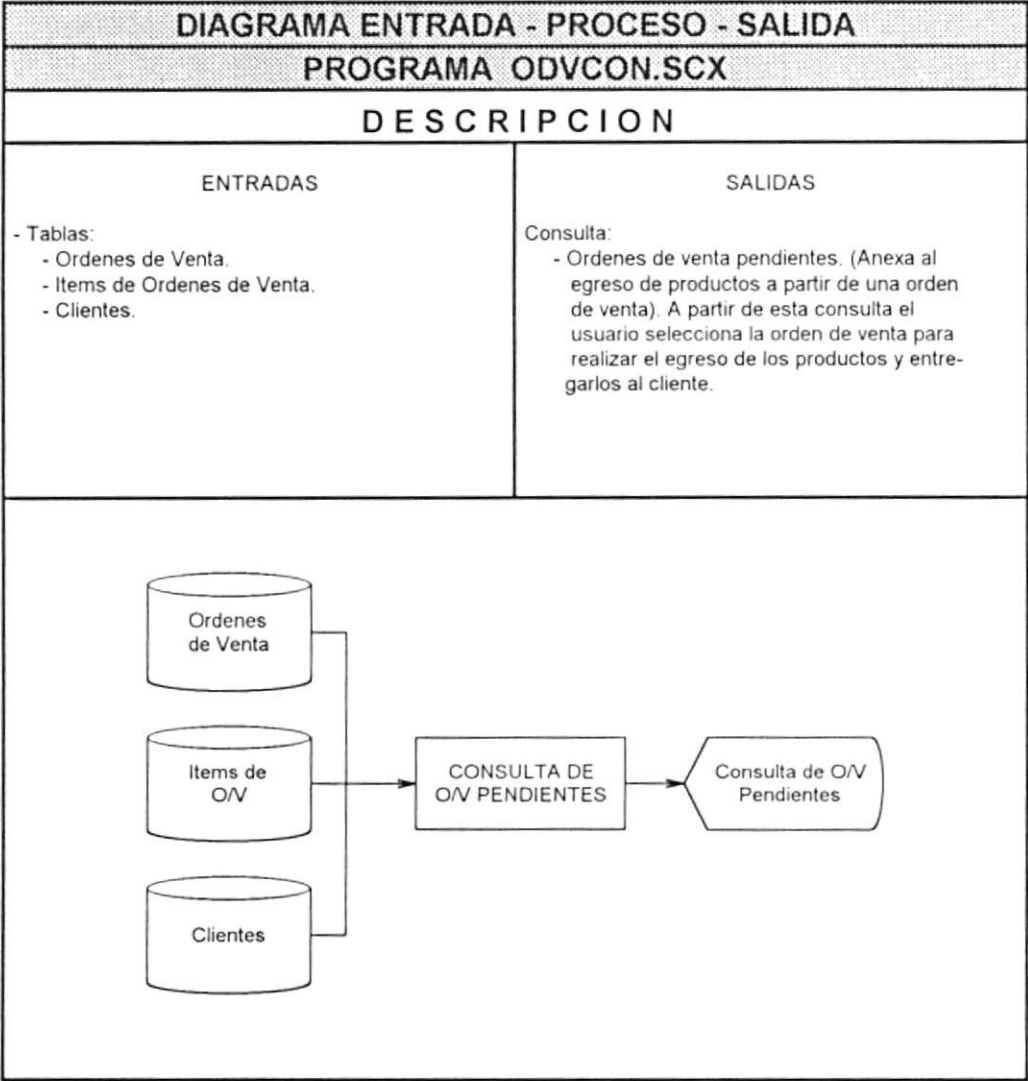 DIAGRAMA ENTRADA - PROCESO - SALIDA
PROGRAMA ODVCON.SCX
DESCRIPCION
ENTRADAS
- Tablas:
- Ordenes de Venta.
- Items de Ordenes de Venta.
- Clientes.
SALIDAS
Consulta:
- Ordenes de venta pendientes. (Anexa al
egreso de productos a partir de una orden
de venta). A partir de esta consulta el
usuario selecciona la orden de venta para
realizar el egreso de los productos y entre-
garlos al cliente.
Ordenes
de Venta
Items de
O/V
Clientes
CONSULTA DE
O/V PENDIENTES
Consulta de O/V
Pendientes